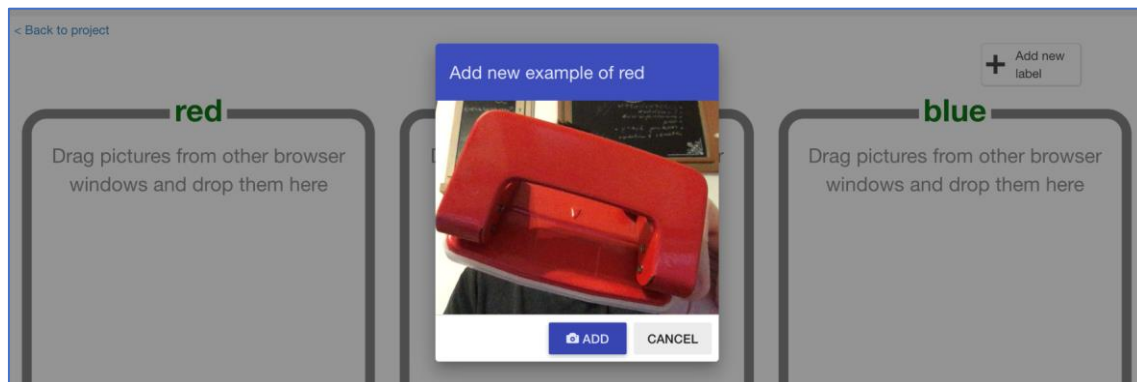 < Back to project
Add new example of red
Add new
label
red
blue
Drag pictures from other browser
windows and drop them here
Drag pictures from other browser
windows and drop them here
ADD
CANCEL